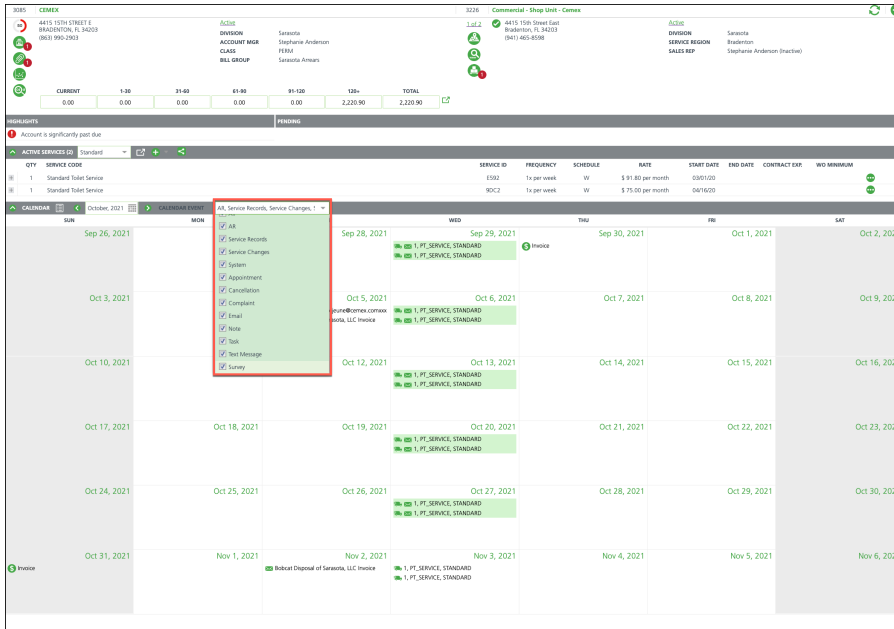 3085 CEMEX
4415 15TH STREET E
BRADENTON, FL 34203
(863) 990-2903
Active
DIVISION Sarasota
ACCOUNT MGR Stephanie Anderson
CLASS PERM
BILL GROUP Sarasota Arrears
3226 Commercial - Shop Unit - Cemex
1 of 2
4415 15th Street East
Bradenton, FL 34203
(941) 465-8598
Active
DIVISION Sarasota
SERVICE REGION Bradenton
SALES REP Stephanie Anderson (Inactive)
CURRENT 1-30 31-60 61-90 91-120 120+ TOTAL
0.00 0.00 0.00 0.00 0.00 2,220.90 2,220.90
HIGHLIGHTS PENDING
Account is significantly past due
ACTIVE SERVICES (2) Standard
QTY SERVICE CODE SERVICE ID FREQUENCY SCHEDULE RATE START DATE END DATE CONTRACT EXP. WO MINIMUM
1 Standard Toilet Service E592 1x per week W $ 91.80 per month 03/01/20
1 Standard Toilet Service 9DC2 1x per week W $ 75.00 per month 04/16/20
CALENDAR October, 2021 CALENDAR EVENT AR, Service Records, Service Changes, S
SUN MON WED THU FRI SAT
AR
Service Records
Service Changes
System
Appointment
Cancellation
Complaint
Email
Note
Task
Text Message
Survey
Sep 26, 2021 Sep 28, 2021 Sep 29, 2021 Sep 30, 2021 Oct 1, 2021 Oct 2, 202
1, PT_SERVICE, STANDARD
1, PT_SERVICE, STANDARD
Invoice
Oct 3, 2021 Oct 5, 2021 Oct 6, 2021 Oct 7, 2021 Oct 8, 2021 Oct 9, 202
jeune@cemex.comxxx 1, PT_SERVICE, STANDARD
rasota, LLC Invoice 1, PT_SERVICE, STANDARD
Oct 10, 2021 Oct 12, 2021 Oct 13, 2021 Oct 14, 2021 Oct 15, 2021 Oct 16, 202
1, PT_SERVICE, STANDARD
1, PT_SERVICE, STANDARD
Oct 17, 2021 Oct 18, 2021 Oct 19, 2021 Oct 20, 2021 Oct 21, 2021 Oct 22, 2021 Oct 23, 202
1, PT_SERVICE, STANDARD
1, PT_SERVICE, STANDARD
Oct 24, 2021 Oct 25, 2021 Oct 26, 2021 Oct 27, 2021 Oct 28, 2021 Oct 29, 2021 Oct 30, 202
1, PT_SERVICE, STANDARD
1, PT_SERVICE, STANDARD
Oct 31, 2021 Nov 1, 2021 Nov 2, 2021 Nov 3, 2021 Nov 4, 2021 Nov 5, 2021 Nov 6, 202
Invoice Bobcat Disposal of Sarasota, LLC Invoice 1, PT_SERVICE, STANDARD
1, PT_SERVICE, STANDARD